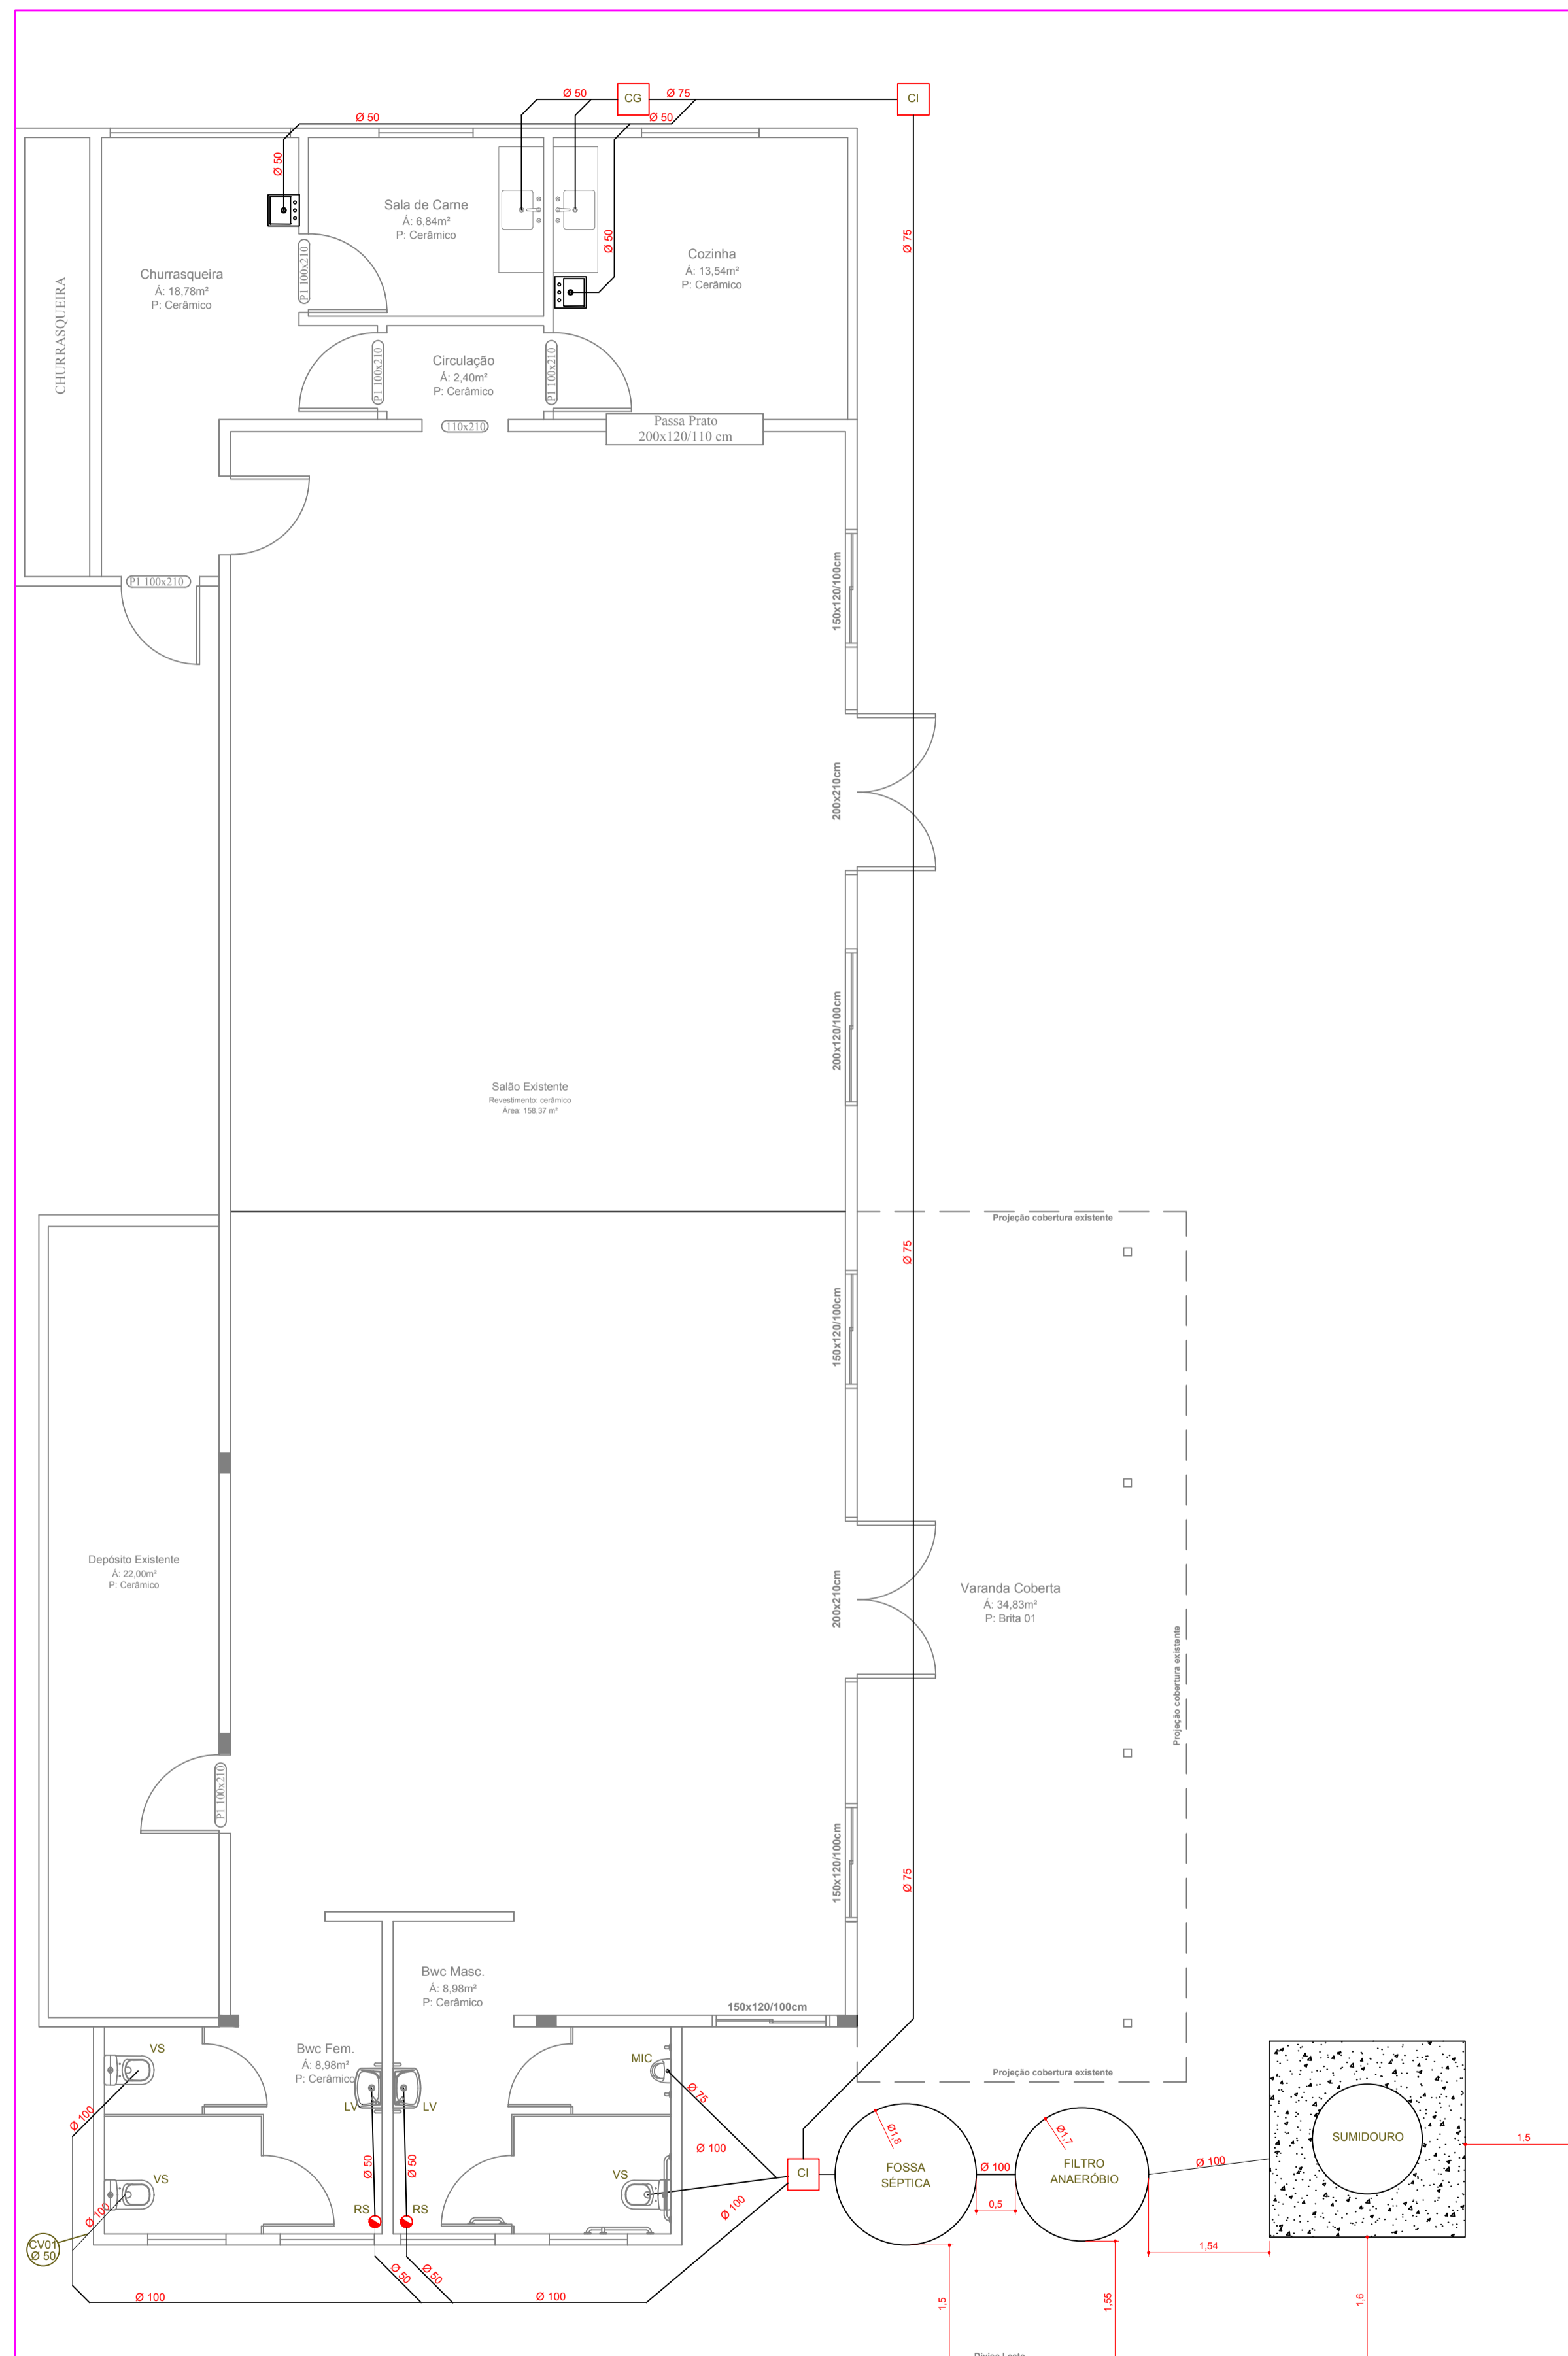 Ø 50
CG
Ø 75
CI
Ø 50
Ø 50
Ø 50
Sala de Carne
Á: 6,84m²
P: Cerâmico
Ø 50
Ø 75
Cozinha
Á: 13,54m²
P: Cerâmico
Churrasqueira
Á: 18,78m²
P: Cerâmico
P1 100x210
CHURRASQUEIRA
Circulação
Á: 2,40m²
P: Cerâmico
P1 100x210
P1 100x210
110x210
Passa Prato
200x120/110 cm
P1 100x210
150x120/100cm
200x210cm
200x120/100cm
Salão Existente
Revestimento: cerâmico
Área: 158,37 m²
Projeção cobertura existente
Ø 75
150x120/100cm
Depósito Existente
Á: 22,00m²
P: Cerâmico
200x210cm
Varanda Coberta
Á: 34,83m²
P: Brita 01
Projeção cobertura existente
P1 100x210
150x120/100cm
Ø 75
Bwc Masc.
Á: 8,98m²
P: Cerâmico
150x120/100cm
VS
Bwc Fem.
Á: 8,98m²
P: Cerâmico
MIC
Projeção cobertura existente
LV
LV
Ø 75
Ø 100
Ø 100
Ø1,8
Ø1,7
SUMIDOURO
1,5
Ø 50
Ø 50
VS
VS
CI
FOSSA
SÉPTICA
Ø 100
FILTRO
ANAERÓBIO
Ø 100
0,5
Ø 100
RS
RS
Ø 100
CV01
Ø 50
1,54
Ø 50
Ø 50
Ø 100
Ø 100
1,5
1,55
1,6
Divisa Leste